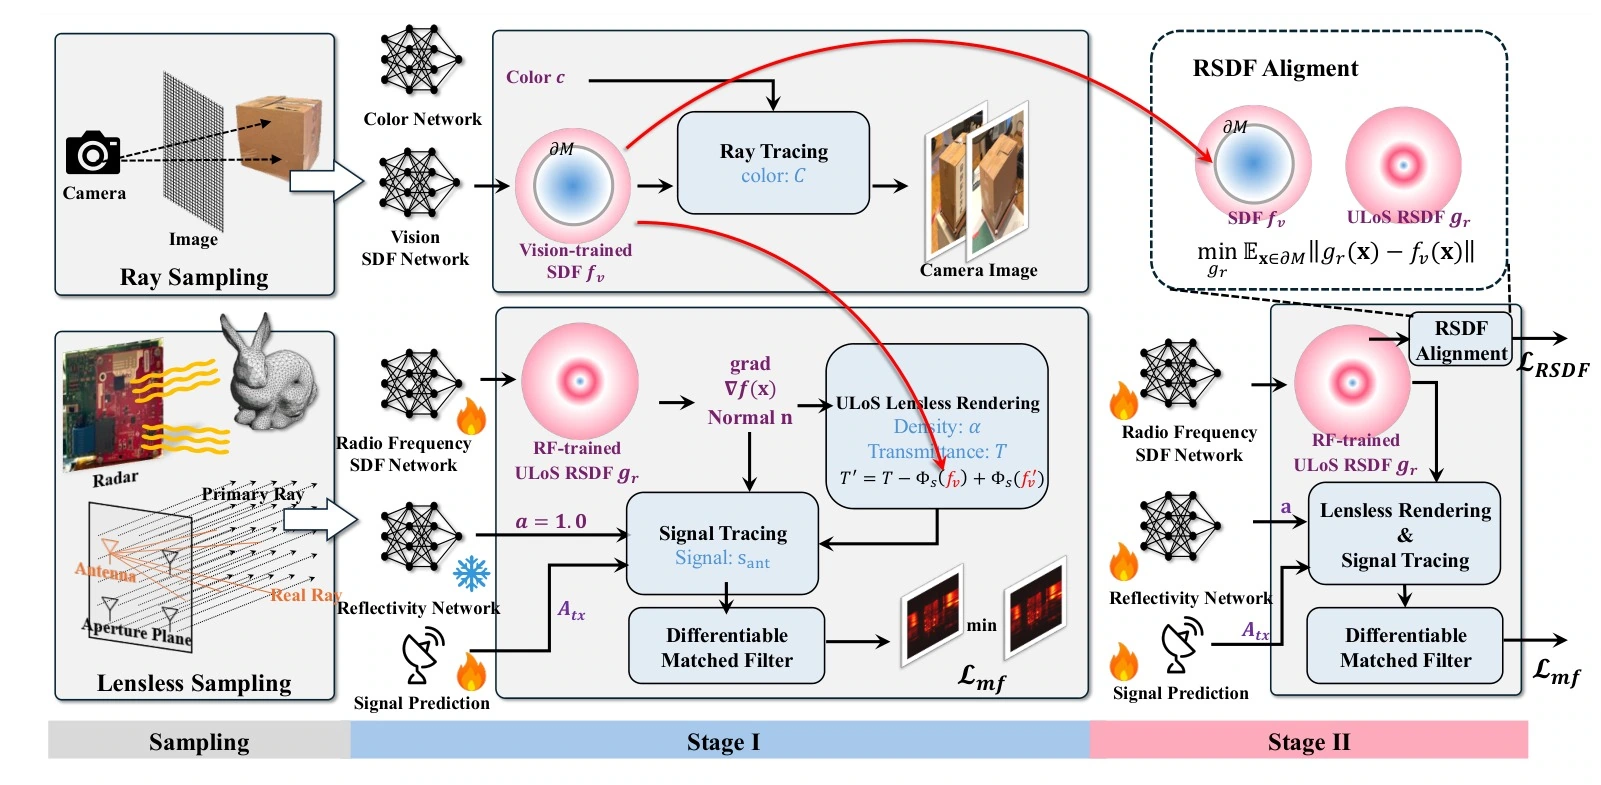 Camera
Image
Ray Sampling
Color Network
Vision
SDF Network
Color c
∂M
Vision-trained
SDF f_v
Ray Tracing
color: C
Camera Image
RSDF Aligment
∂M
SDF f_v
ULoS RSDF g_r
min_{g_r} 𝔼_{x∈∂M}‖g_r(x) − f_v(x)‖
Radar
Primary Ray
Antenna
Real Ray
Aperture Plane
Lensless Sampling
Radio Frequency
SDF Network
Reflectivity Network
Signal Prediction
RF-trained
ULoS RSDF g_r
grad
∇f(x)
Normal n
ULoS Lensless Rendering
Density: α
Transmittance: T
T′ = T − Φ_s(f_v) + Φ_s(f_v′)
a = 1.0
A_tx
Signal Tracing
Signal: s_ant
Differentiable
Matched Filter
min
ℒ_mf
Radio Frequency
SDF Network
Reflectivity Network
Signal Prediction
RF-trained
ULoS RSDF g_r
RSDF
Alignment
ℒ_RSDF
a
A_tx
Lensless Rendering
&
Signal Tracing
Differentiable
Matched Filter
ℒ_mf
Sampling
Stage I
Stage II